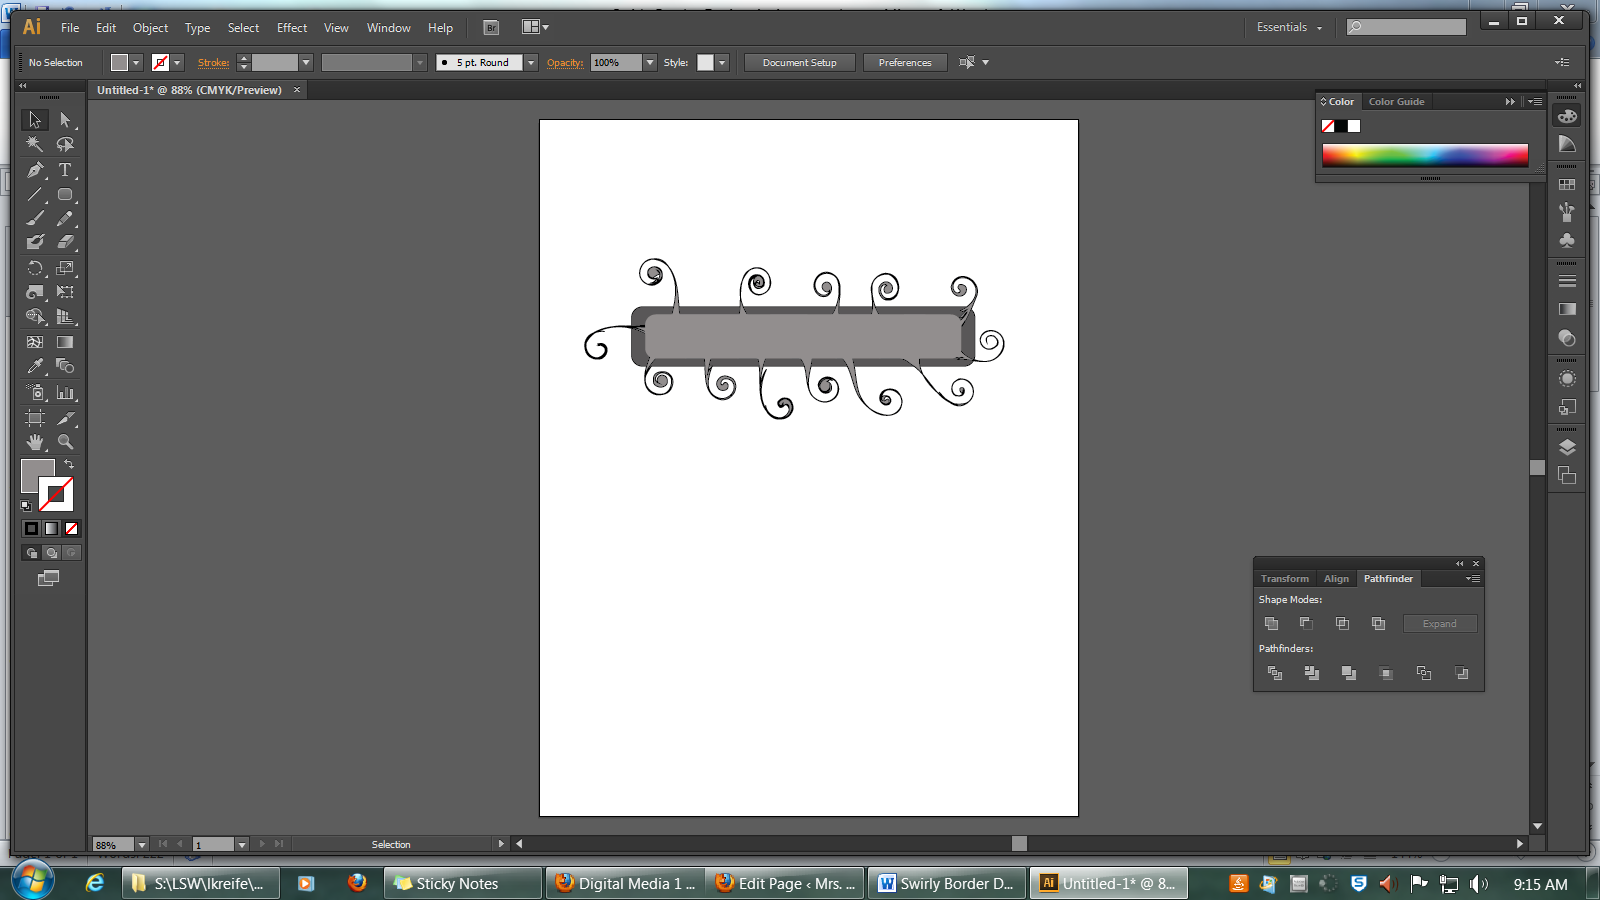 Ai File Edit Object Type Select Effect View Window Help Br Essentials
No Selection Stroke: 5 pt. Round Opacity: 100% Style: Document Setup Preferences
Untitled-1* @ 88% (CMYK/Preview)
Color Color Guide
Transform Align Pathfinder
Shape Modes:
Expand
Pathfinders:
88% 1 Selection
S:\LSW\lkreife\... Sticky Notes Digital Media 1 ... Edit Page ‹ Mrs. ... Swirly Border D... Untitled-1* @ 8... 9:15 AM